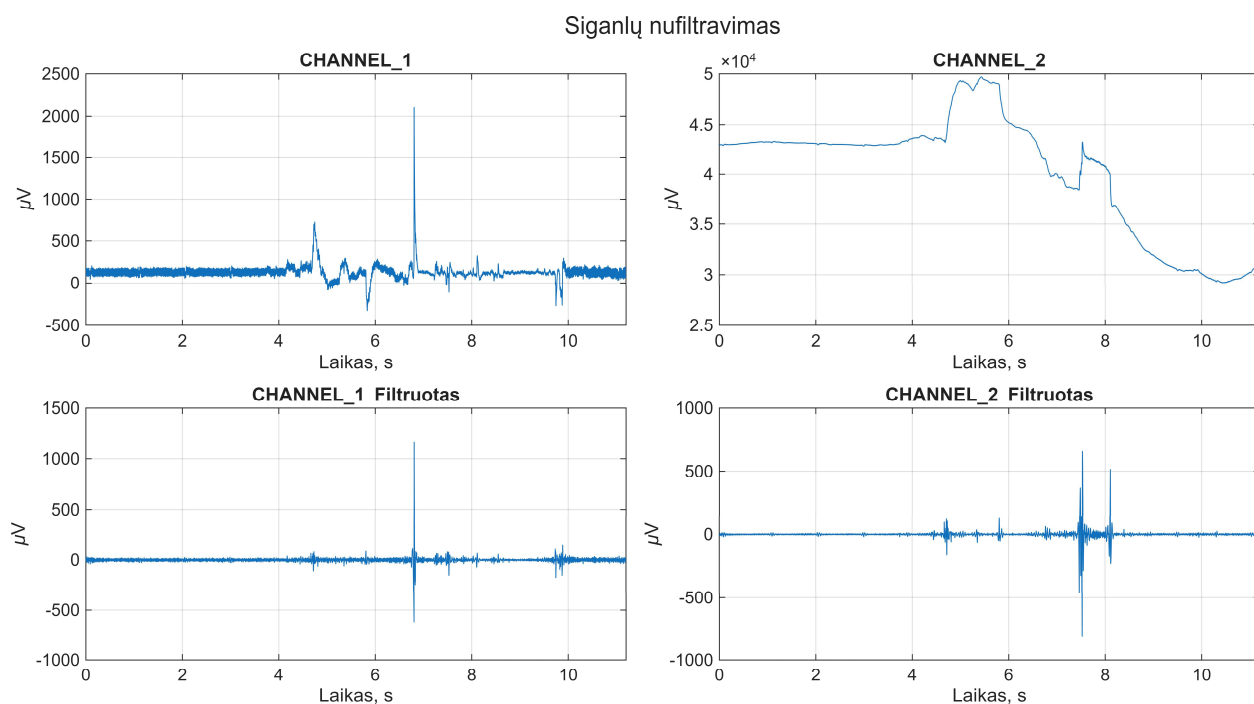 Siganlų nufiltravimas
CHANNEL_1
2500
2000
1500
1000
500
0
-500
µV
0 2 4 6 8 10
Laikas, s
CHANNEL_2
×10⁴
5
4.5
4
3.5
3
2.5
µV
0 2 4 6 8 10
Laikas, s
CHANNEL_1 Filtruotas
1500
1000
500
0
-500
-1000
µV
0 2 4 6 8 10
Laikas, s
CHANNEL_2 Filtruotas
1000
500
0
-500
-1000
µV
0 2 4 6 8 10
Laikas, s